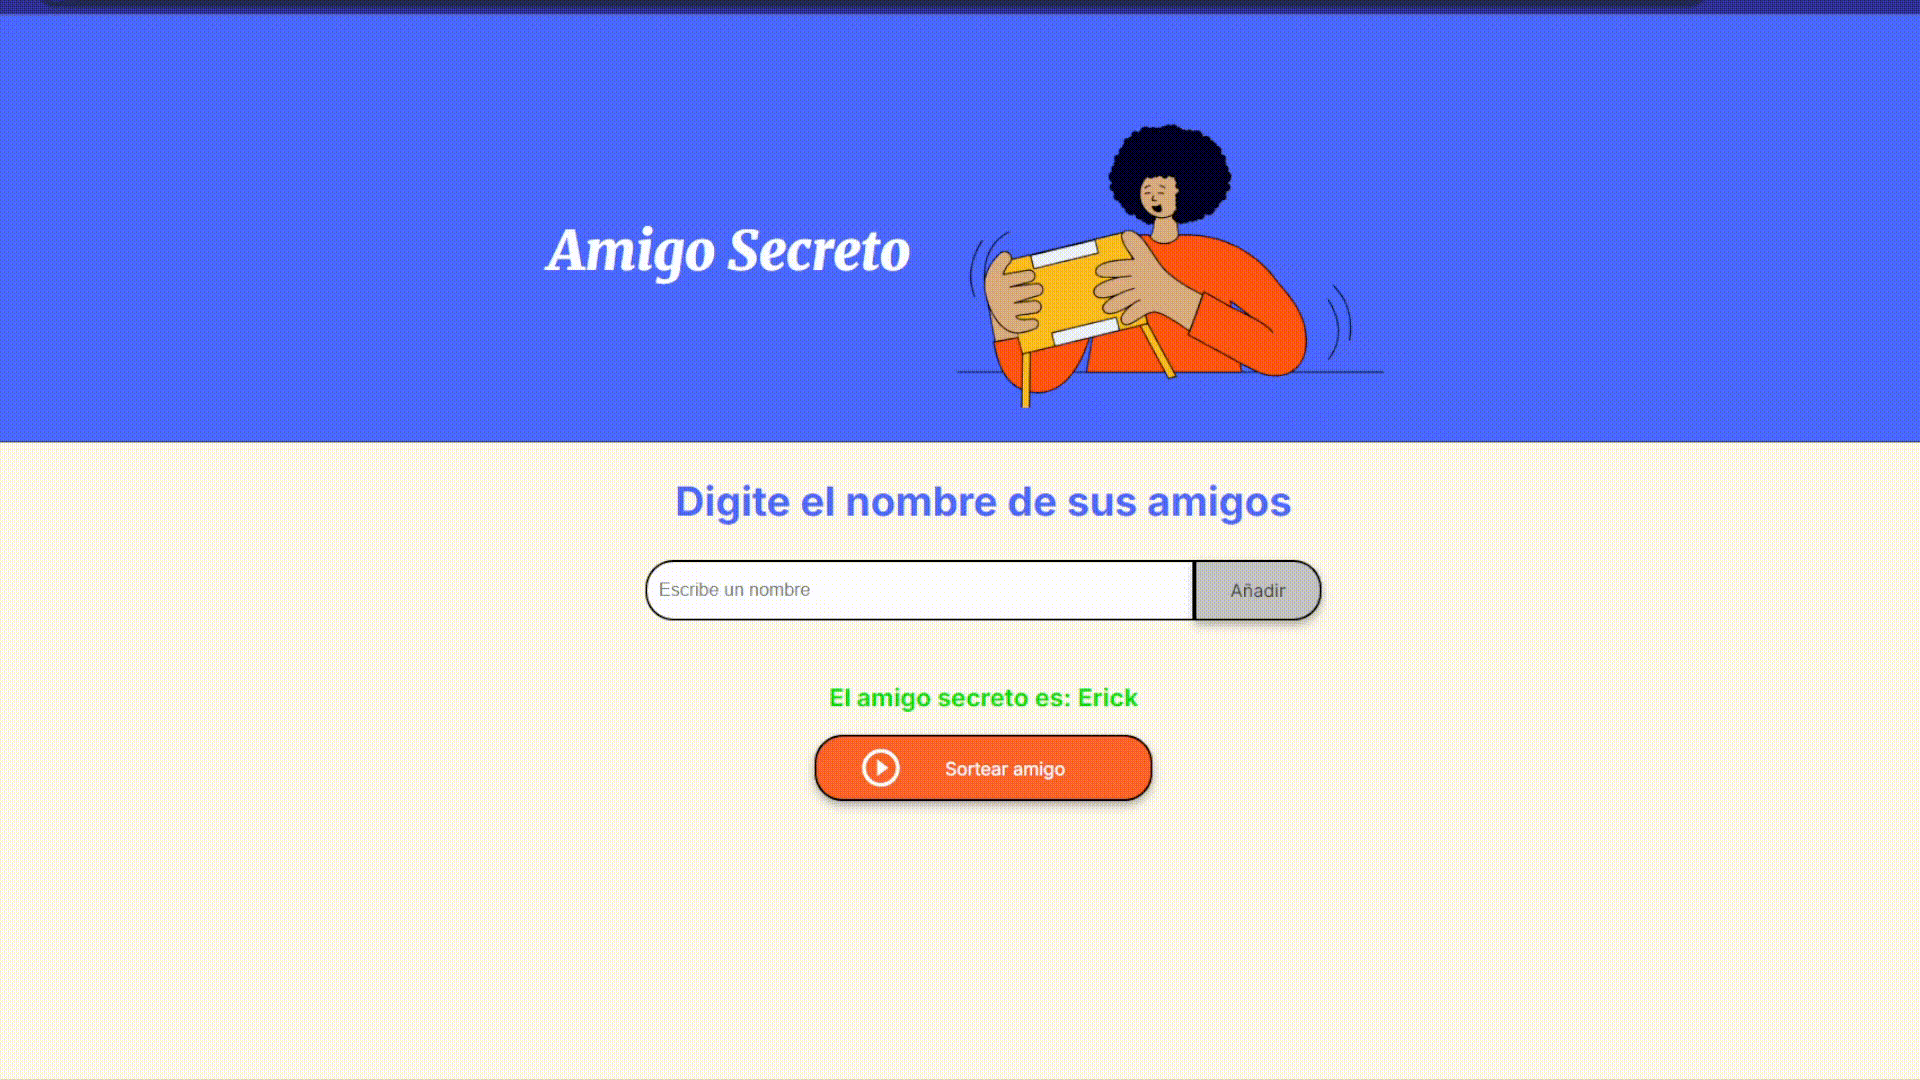 Amigo Secreto
Digite el nombre de sus amigos
Escribe un nombre
Añadir
El amigo secreto es: Erick
Sortear amigo